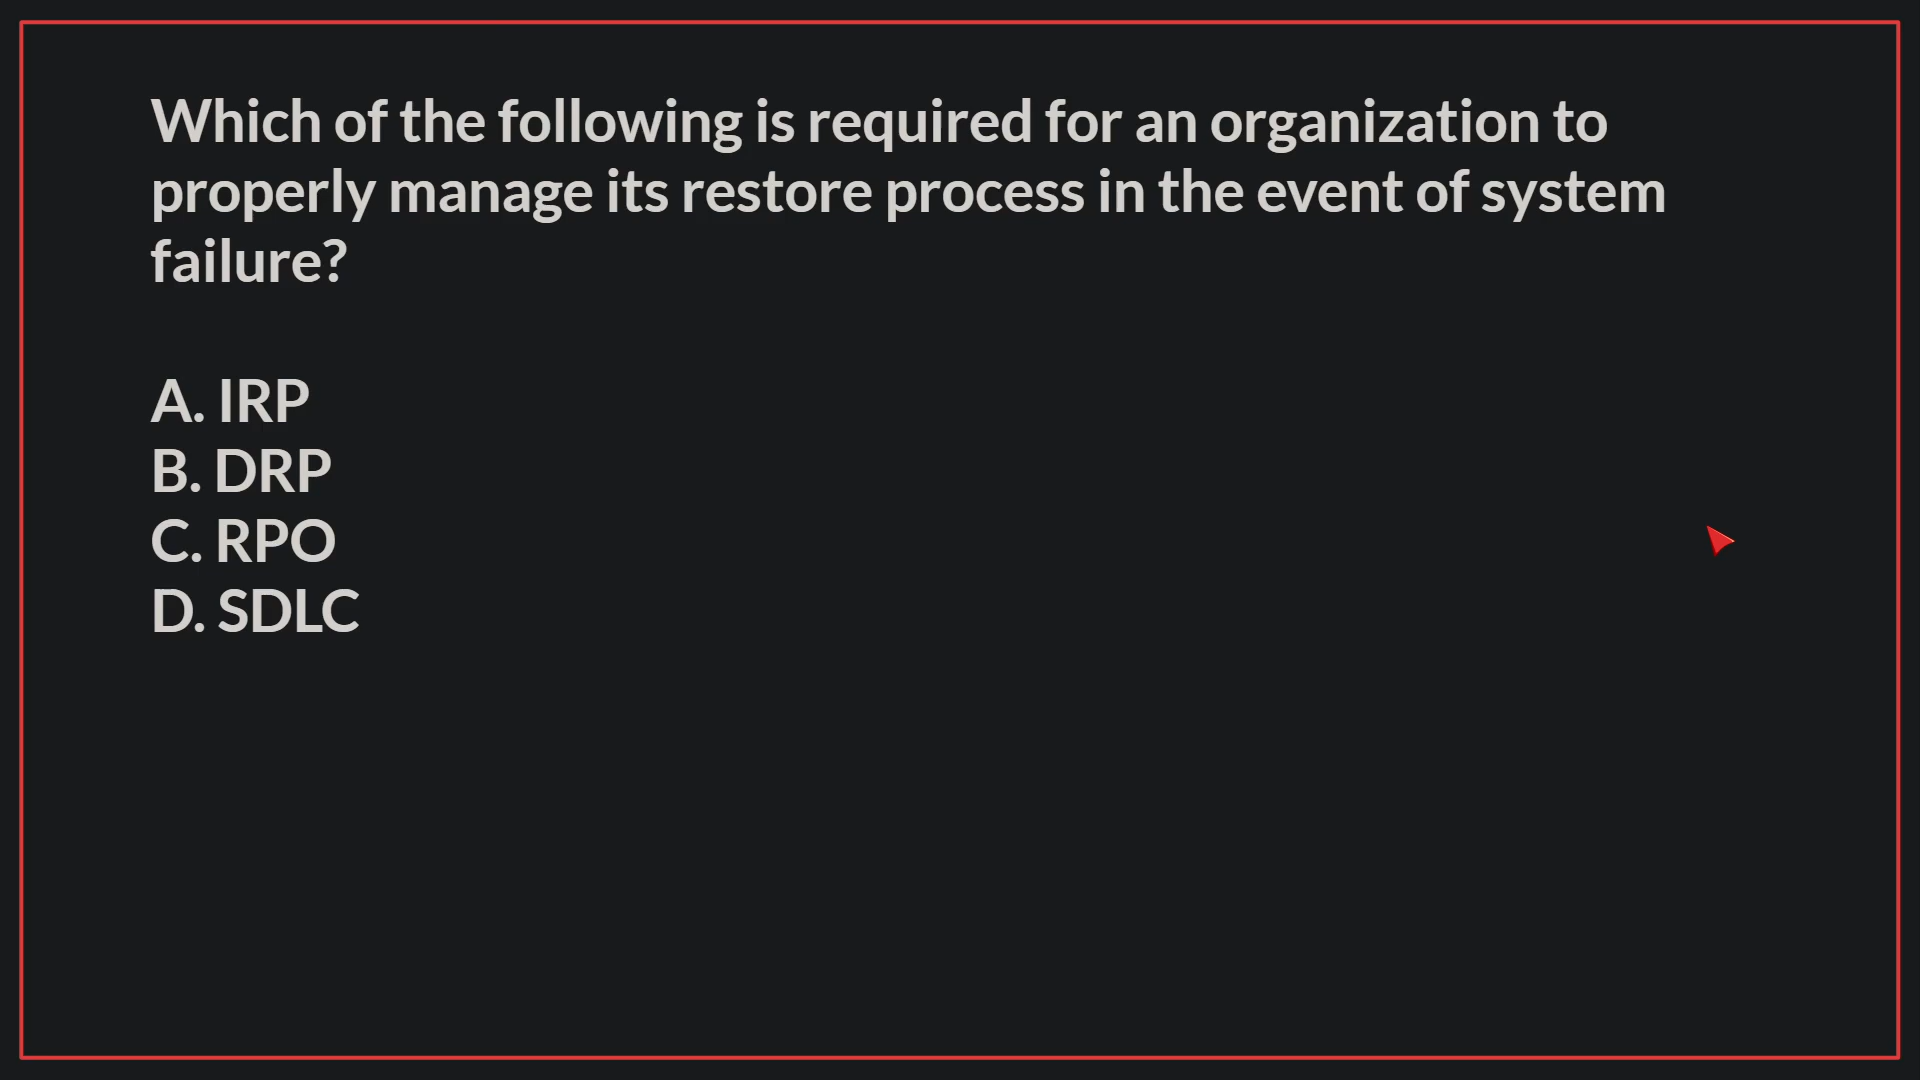 Which of the following is required for an organization to
properly manage its restore process in the event of system
failure?
A. IRP
B. DRP
C. RPO
D. SDLC